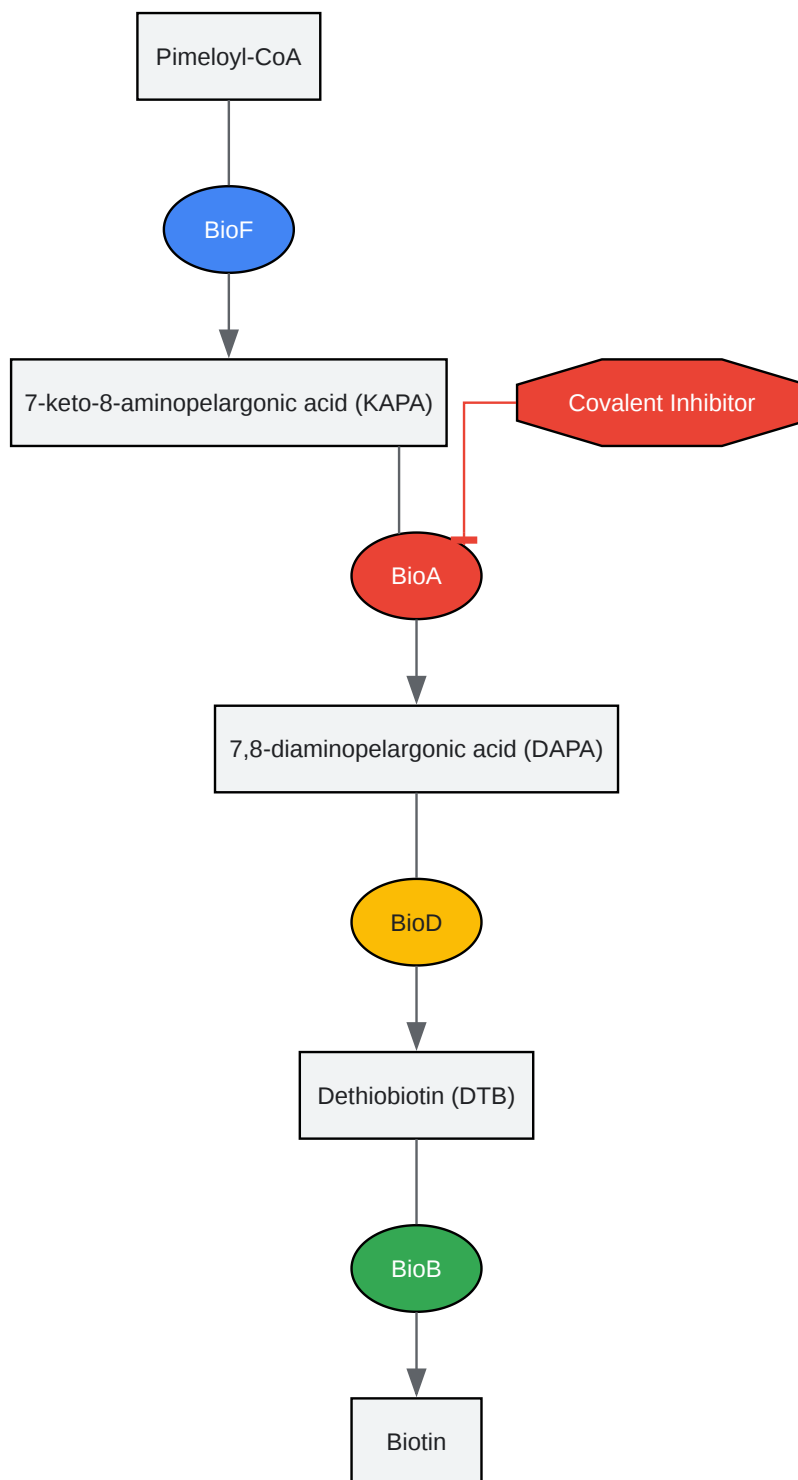 Pimeloyl-CoA
BioF
7-keto-8-aminopelargonic acid (KAPA)
Covalent Inhibitor
BioA
7,8-diaminopelargonic acid (DAPA)
BioD
Dethiobiotin (DTB)
BioB
Biotin